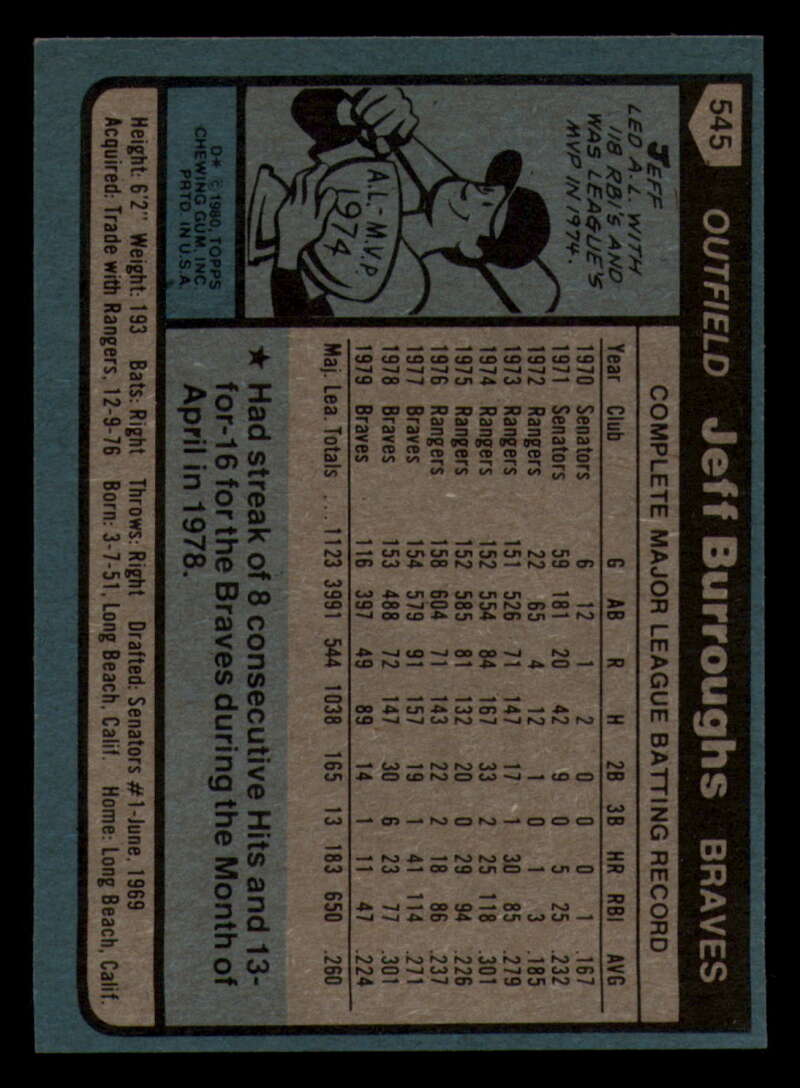 545 OUTFIELD Jeff Burroughs BRAVES
JEFF
LED A.L. WITH
118 RBI'S AND
WAS LEAGUE'S
MVP IN 1974.
A.L.-M.V.P.
1974
D* © 1980, TOPPS
CHEWING GUM, INC.
PRTD. IN U.S.A.
COMPLETE MAJOR LEAGUE BATTING RECORD
Year Club G AB R H 2B 3B HR RBI AVG
1970 Senators 6 12 1 2 0 0 0 1 .167
1971 Senators 59 181 20 42 9 0 5 25 .232
1972 Rangers 22 65 4 12 1 0 1 3 .185
1973 Rangers 151 526 71 147 17 1 30 85 .279
1974 Rangers 152 554 84 167 33 2 25 118 .301
1975 Rangers 152 585 81 132 20 0 29 94 .226
1976 Rangers 158 604 71 143 22 2 18 86 .237
1977 Braves 154 579 91 157 19 1 41 114 .271
1978 Braves 153 488 72 147 30 6 23 77 .301
1979 Braves 116 397 49 89 14 1 11 47 .224
Maj. Lea. Totals .... 1123 3991 544 1038 165 13 183 650 .260
★ Had streak of 8 consecutive Hits and 13-
for-16 for the Braves during the Month of
April in 1978.
Height: 6'2" Weight: 193 Bats: Right Throws: Right Drafted: Senators #1-June, 1969
Acquired: Trade with Rangers, 12-9-76 Born: 3-7-51, Long Beach, Calif. Home: Long Beach, Calif.